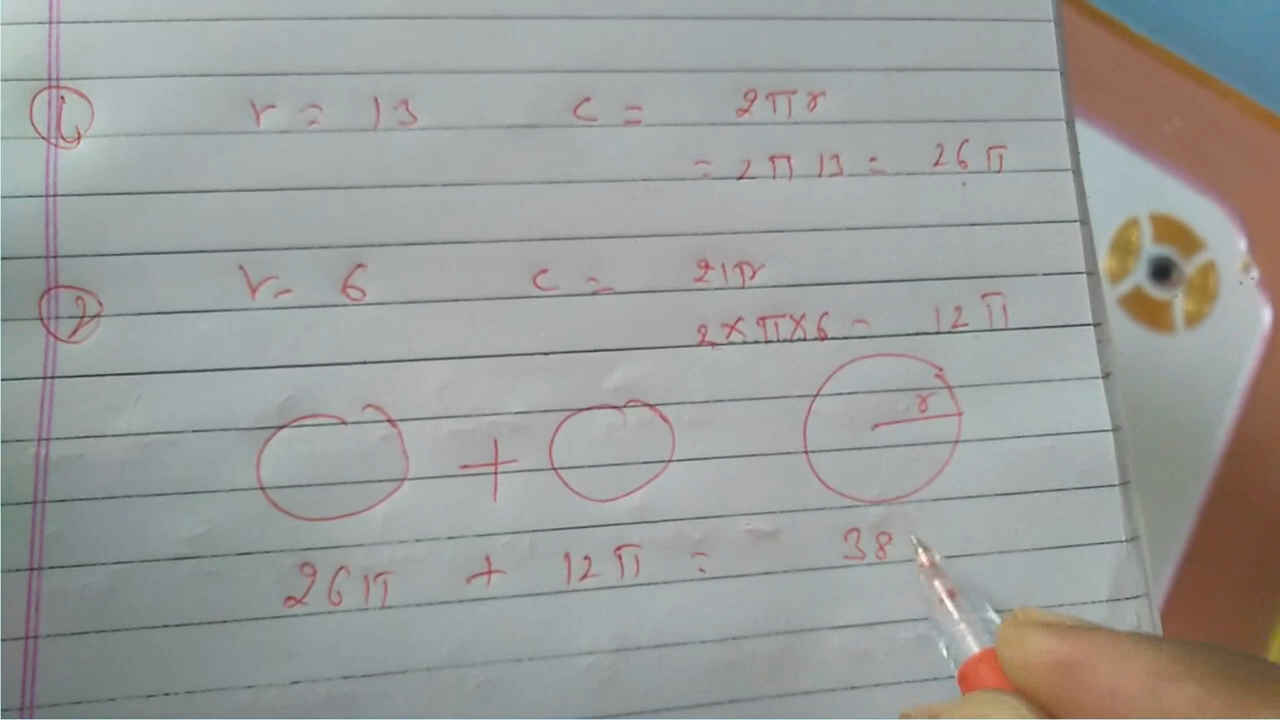 1 r = 13 c = 2πr
= 2π 13 = 26π
2 r = 6 c = 2πr
2×π×6 = 12π
+ r
26π + 12π = 38